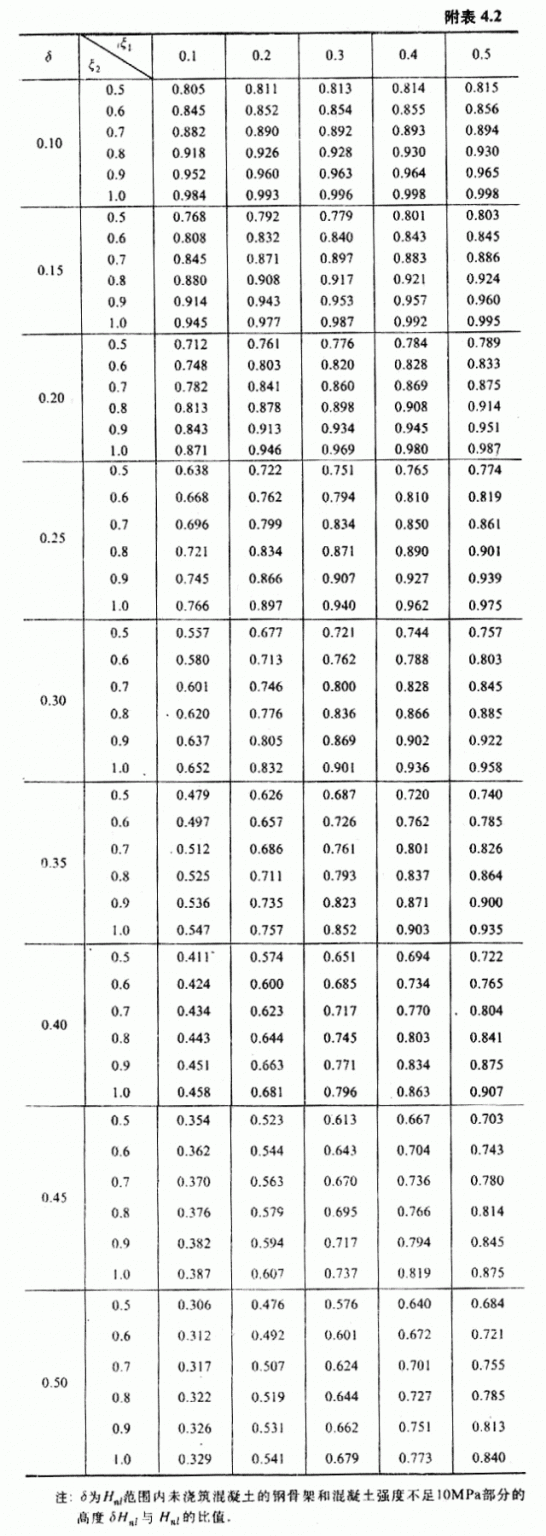 附表 4.2
δ ξ₂ ξ₁ 0.1 0.2 0.3 0.4 0.5
0.10
0.5 0.805 0.811 0.813 0.814 0.815
0.6 0.845 0.852 0.854 0.855 0.856
0.7 0.882 0.890 0.892 0.893 0.894
0.8 0.918 0.926 0.928 0.930 0.930
0.9 0.952 0.960 0.963 0.964 0.965
1.0 0.984 0.993 0.996 0.998 0.998
0.15
0.5 0.768 0.792 0.779 0.801 0.803
0.6 0.808 0.832 0.840 0.843 0.845
0.7 0.845 0.871 0.897 0.883 0.886
0.8 0.880 0.908 0.917 0.921 0.924
0.9 0.914 0.943 0.953 0.957 0.960
1.0 0.945 0.977 0.987 0.992 0.995
0.20
0.5 0.712 0.761 0.776 0.784 0.789
0.6 0.748 0.803 0.820 0.828 0.833
0.7 0.782 0.841 0.860 0.869 0.875
0.8 0.813 0.878 0.898 0.908 0.914
0.9 0.843 0.913 0.934 0.945 0.951
1.0 0.871 0.946 0.969 0.980 0.987
0.25
0.5 0.638 0.722 0.751 0.765 0.774
0.6 0.668 0.762 0.794 0.810 0.819
0.7 0.696 0.799 0.834 0.850 0.861
0.8 0.721 0.834 0.871 0.890 0.901
0.9 0.745 0.866 0.907 0.927 0.939
1.0 0.766 0.897 0.940 0.962 0.975
0.30
0.5 0.557 0.677 0.721 0.744 0.757
0.6 0.580 0.713 0.762 0.788 0.803
0.7 0.601 0.746 0.800 0.828 0.845
0.8 0.620 0.776 0.836 0.866 0.885
0.9 0.637 0.805 0.869 0.902 0.922
1.0 0.652 0.832 0.901 0.936 0.958
0.35
0.5 0.479 0.626 0.687 0.720 0.740
0.6 0.497 0.657 0.726 0.762 0.785
0.7 0.512 0.686 0.761 0.801 0.826
0.8 0.525 0.711 0.793 0.837 0.864
0.9 0.536 0.735 0.823 0.871 0.900
1.0 0.547 0.757 0.852 0.903 0.935
0.40
0.5 0.411 0.574 0.651 0.694 0.722
0.6 0.424 0.600 0.685 0.734 0.765
0.7 0.434 0.623 0.717 0.770 0.804
0.8 0.443 0.644 0.745 0.803 0.841
0.9 0.451 0.663 0.771 0.834 0.875
1.0 0.458 0.681 0.796 0.863 0.907
0.45
0.5 0.354 0.523 0.613 0.667 0.703
0.6 0.362 0.544 0.643 0.704 0.743
0.7 0.370 0.563 0.670 0.736 0.780
0.8 0.376 0.579 0.695 0.766 0.814
0.9 0.382 0.594 0.717 0.794 0.845
1.0 0.387 0.607 0.737 0.819 0.875
0.50
0.5 0.306 0.476 0.576 0.640 0.684
0.6 0.312 0.492 0.601 0.672 0.721
0.7 0.317 0.507 0.624 0.701 0.755
0.8 0.322 0.519 0.644 0.727 0.785
0.9 0.326 0.531 0.662 0.751 0.813
1.0 0.329 0.541 0.679 0.773 0.840
注: δ为Hnl范围内未浇筑混凝土的钢骨架和混凝土强度不足10MPa部分的
高度 δHnl与 Hnl的比值.